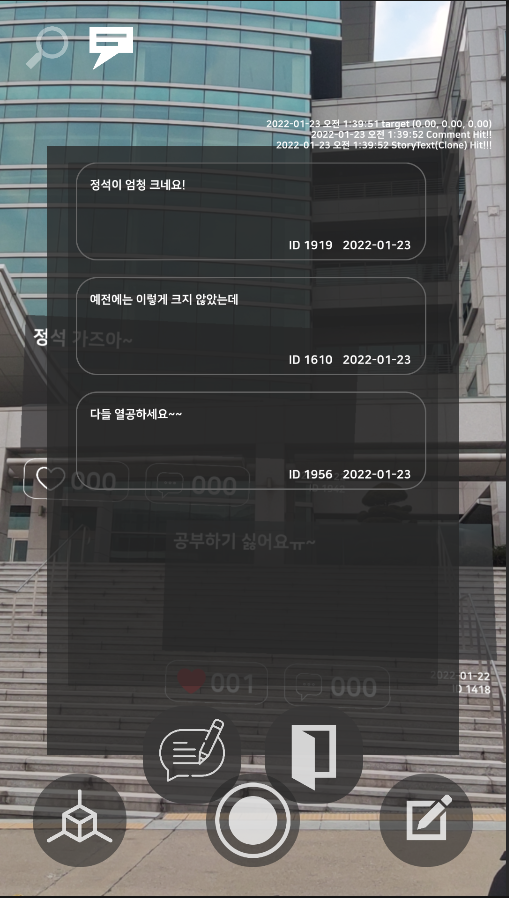 2022-01-23 오전 1:39:51 target (0.00, 0.00, 0.00)
2022-01-23 오전 1:39:52 Comment Hit!!
2022-01-23 오전 1:39:52 StoryText(Clone) Hit!!!
정석이 엄청 크네요!
ID 1919 2022-01-23
예전에는 이렇게 크지 않았는데
ID 1610 2022-01-23
정석 가즈아~
다들 열공하세요~~
ID 1956 2022-01-23
000
000
공부하기 싫어요ㅠ~
001
000
2022-01-22
ID 1418